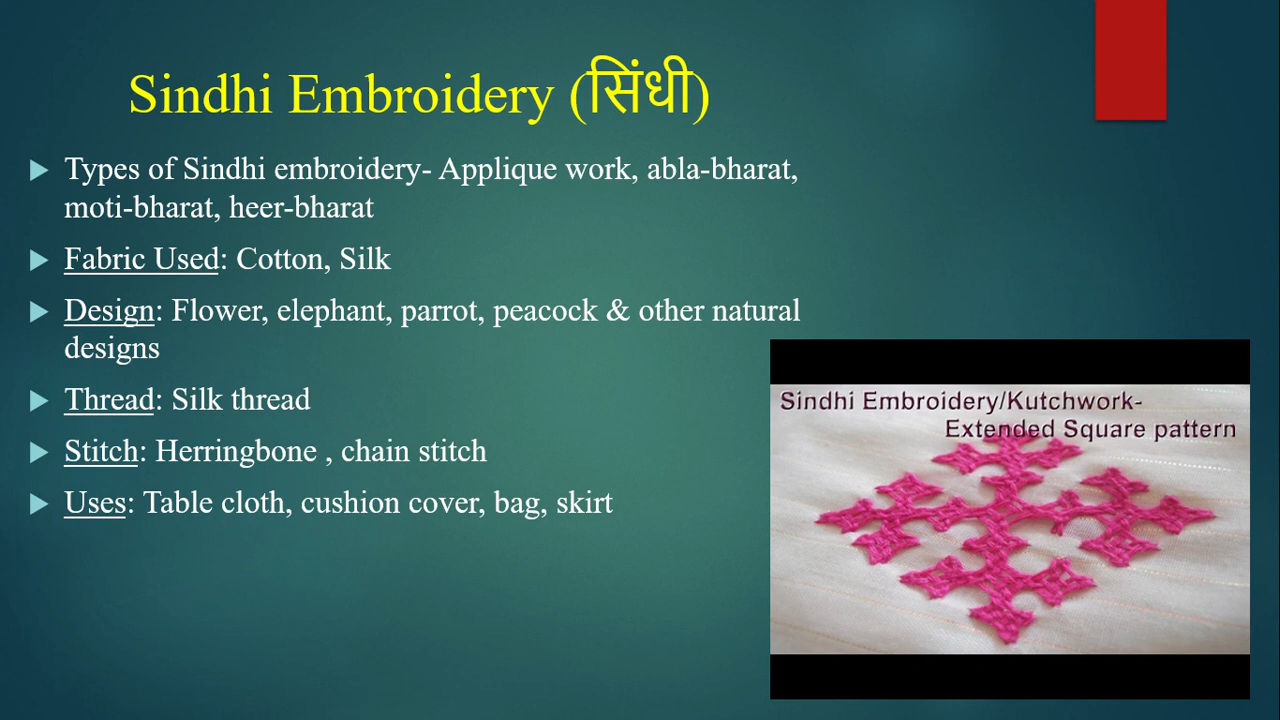 Sindhi Embroidery (सिंधी)
Types of Sindhi embroidery- Applique work, abla-bharat,
moti-bharat, heer-bharat
Fabric Used: Cotton, Silk
Design: Flower, elephant, parrot, peacock & other natural
designs
Thread: Silk thread
Stitch: Herringbone , chain stitch
Uses: Table cloth, cushion cover, bag, skirt
Sindhi Embroidery/Kutchwork-
Extended Square pattern